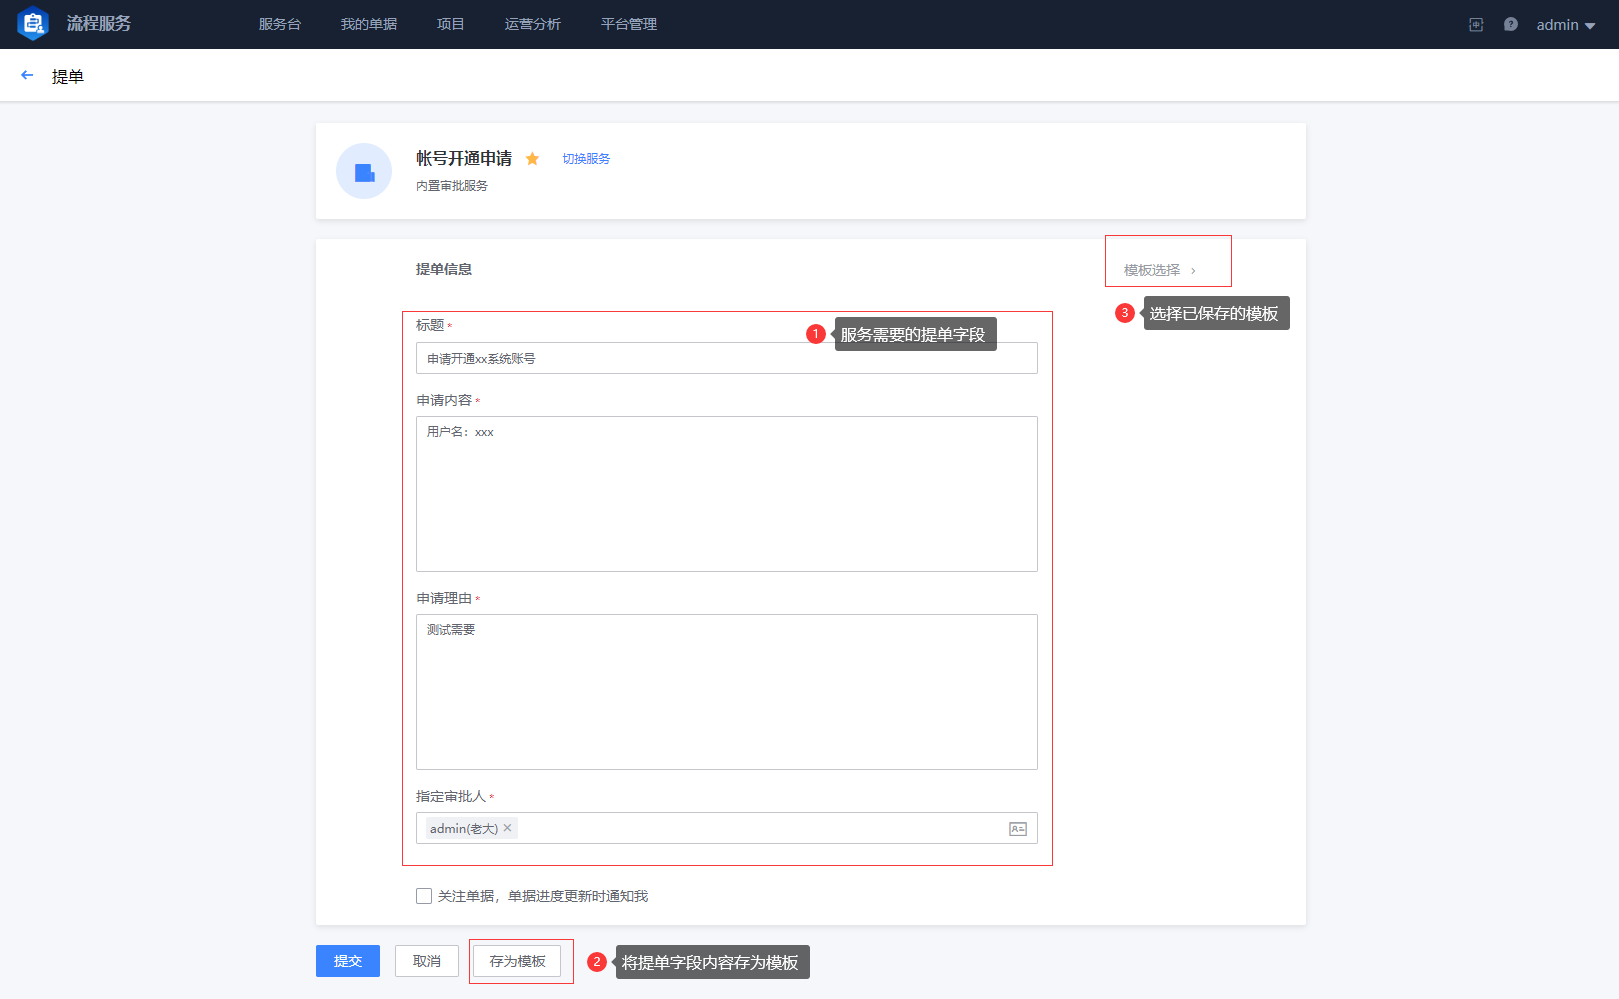 流程服务
服务台
我的单据
项目
运营分析
平台管理
admin
提单
帐号开通申请
切换服务
内置审批服务
提单信息
模板选择 ›
3 选择已保存的模板
标题 *
1 服务需要的提单字段
申请开通xx系统账号
申请内容 *
用户名：xxx
申请理由 *
测试需要
指定审批人 *
admin(老大) ×
关注单据，单据进度更新时通知我
提交
取消
存为模板
2 将提单字段内容存为模板